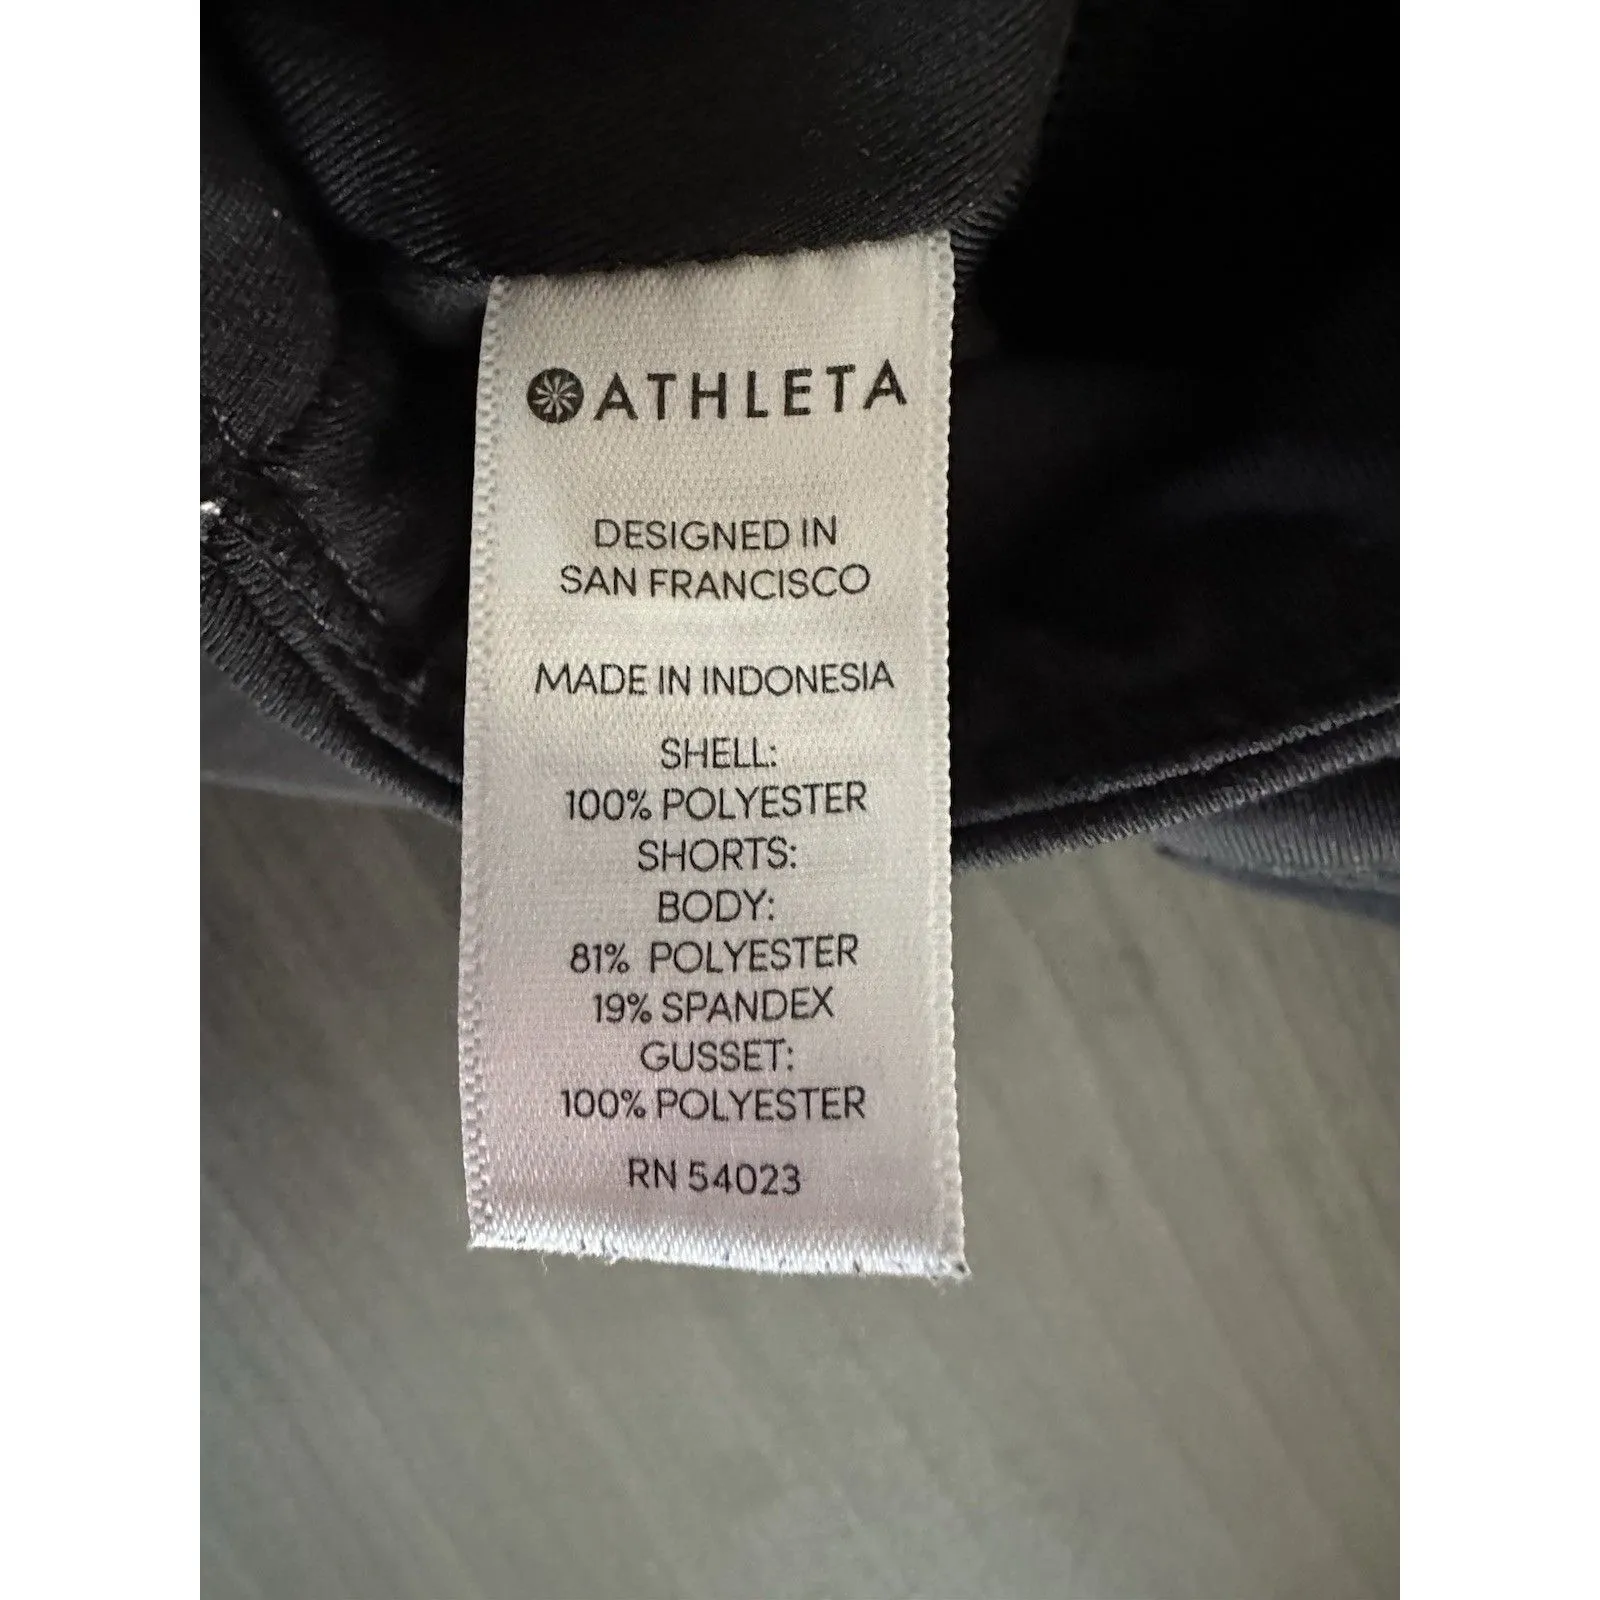 ATHLETA
DESIGNED IN
SAN FRANCISCO
MADE IN INDONESIA
SHELL:
100% POLYESTER
SHORTS:
BODY:
81% POLYESTER
19% SPANDEX
GUSSET:
100% POLYESTER
RN 54023